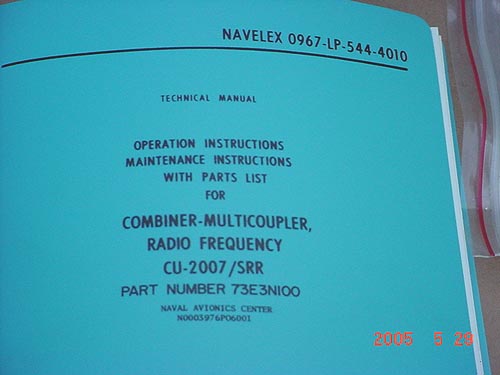 NAVELEX 0967-LP-544-4010
TECHNICAL MANUAL
OPERATION INSTRUCTIONS
MAINTENANCE INSTRUCTIONS
WITH PARTS LIST
FOR
COMBINER-MULTICOUPLER,
RADIO FREQUENCY
CU-2007/SRR
PART NUMBER 73E3N100
NAVAL AVIONICS CENTER
N0003976PO6001
2005 5 29